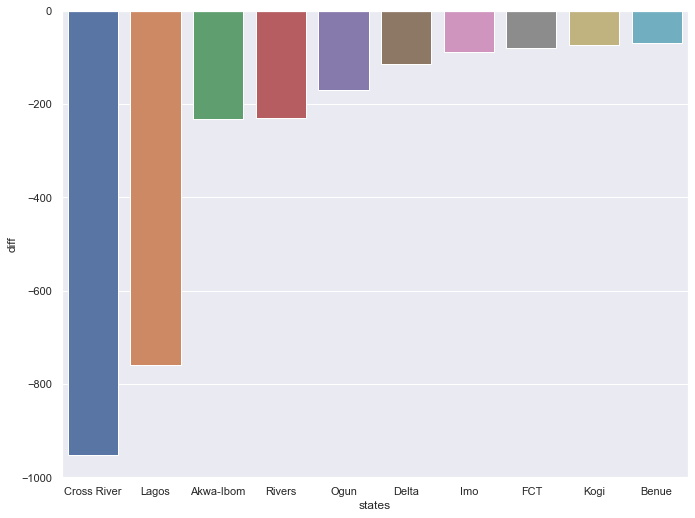 0
−200
−400
−600
−800
−1000
diff
Cross River Lagos Akwa-Ibom Rivers Ogun Delta Imo FCT Kogi Benue
states